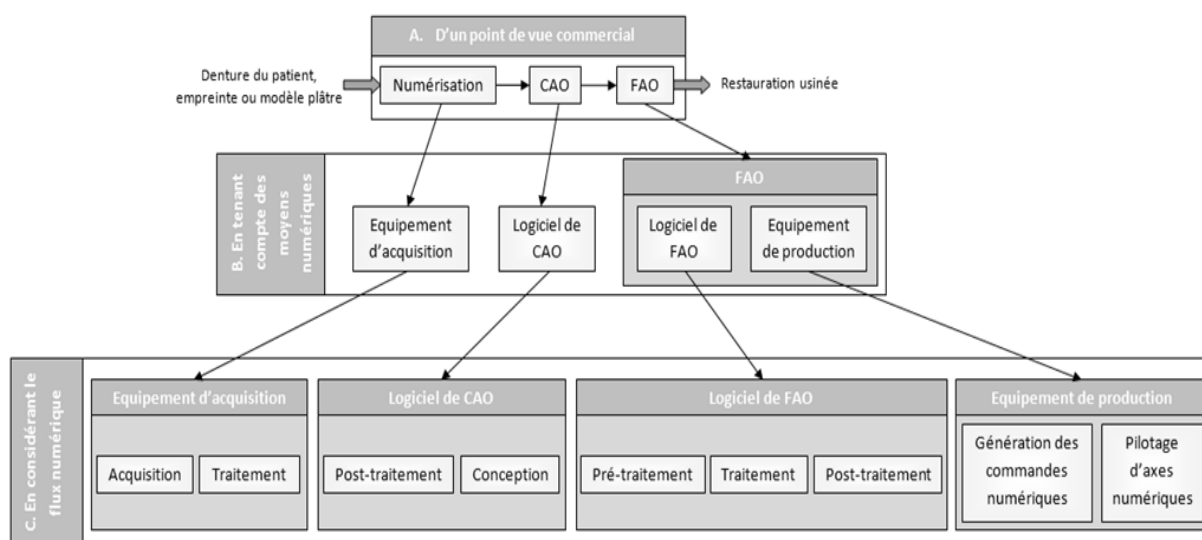 A. D'un point de vue commercial
Denture du patient,
empreinte ou modèle plâtre
Numérisation
CAO
FAO
Restauration usinée
B. En tenant
compte des
moyens
numériques
Equipement
d'acquisition
Logiciel de
CAO
FAO
Logiciel de
FAO
Equipement
de production
C. En considérant le
flux numérique
Equipement d'acquisition
Acquisition
Traitement
Logiciel de CAO
Post-traitement
Conception
Logiciel de FAO
Pré-traitement
Traitement
Post-traitement
Equipement de production
Génération des
commandes
numériques
Pilotage
d'axes
numériques